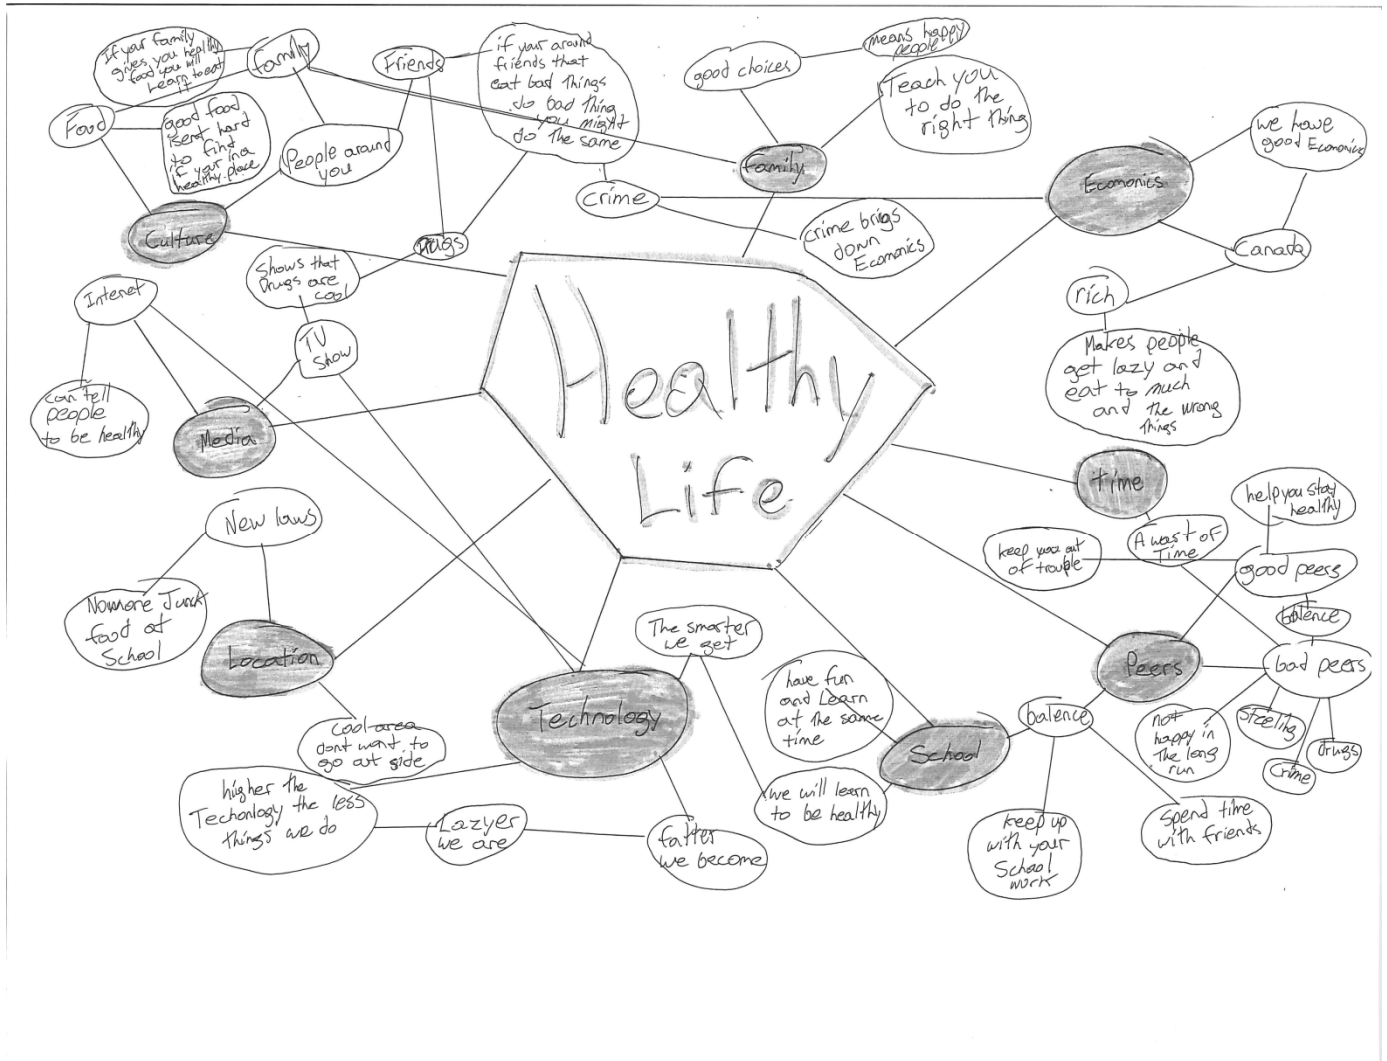 Healthy
Life
If your family
gives you healthy
food you will
Learn to eat
it
Family
Friends
if your around
friends that
eat bad things
do bad thing
you might
do the same
good choices
means happy
people
Teach you
to do the
right thing
Food
good food
isent hard
to find
if your in a
healthy place
People around
you
family
Economics
we have
good Economics
crime
crime brigs
down
Economics
Culture
Drugs
Canada
Shows that
Drugs are
cool
Internet
rich
TV
Show
Makes people
get lazy and
eat to much
and the wrong
things
can tell
people
to be healthy
Media
time
help you stay
healthy
New laws
A wast of
Time
keep you out
of trouple
good peers
No more Junk
food at
School
balence
Location
The smarter
we get
Peers
bad peers
have fun
and Learn
at the same
time
Technology
balence
not
happy in
the long
run
steeling
drugs
Crime
cool area
dont want to
go out side
School
higher the
Techonlogy the less
things we do
Lazyer
we are
fatter
we become
we will learn
to be healthy
keep up
with your
School
work
spend time
with friends